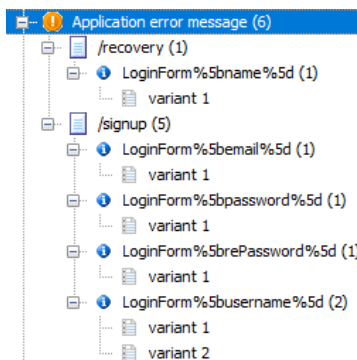 Application error message (6)
/recovery (1)
LoginForm%5bname%5d (1)
variant 1
/signup (5)
LoginForm%5bemail%5d (1)
variant 1
LoginForm%5bpassword%5d (1)
variant 1
LoginForm%5brePassword%5d (1)
variant 1
LoginForm%5busername%5d (2)
variant 1
variant 2